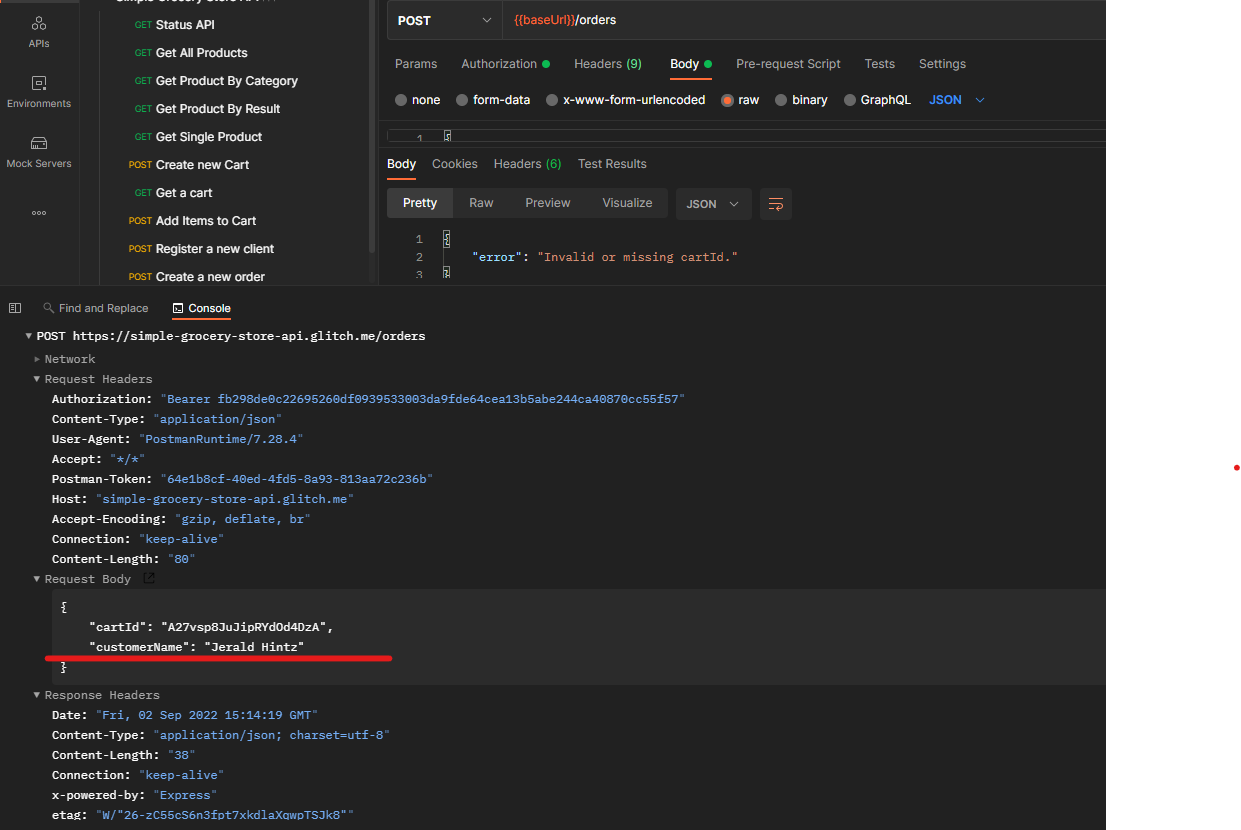 Simple Grocery Store API
APIs
Environments
Mock Servers
GET Status API
GET Get All Products
GET Get Product By Category
GET Get Product By Result
GET Get Single Product
POST Create new Cart
GET Get a cart
POST Add Items to Cart
POST Register a new client
POST Create a new order
POST
{{baseUrl}}/orders
Params Authorization Headers (9) Body Pre-request Script Tests Settings
none form-data x-www-form-urlencoded raw binary GraphQL JSON
1 {
Body Cookies Headers (6) Test Results
Pretty Raw Preview Visualize JSON
1 {
2 "error": "Invalid or missing cartId."
3 }
Find and Replace Console
POST https://simple-grocery-store-api.glitch.me/orders
Network
Request Headers
Authorization: "Bearer fb298de0c22695260df0939533003da9fde64cea13b5abe244ca40870cc55f57"
Content-Type: "application/json"
User-Agent: "PostmanRuntime/7.28.4"
Accept: "*/*"
Postman-Token: "64e1b8cf-40ed-4fd5-8a93-813aa72c236b"
Host: "simple-grocery-store-api.glitch.me"
Accept-Encoding: "gzip, deflate, br"
Connection: "keep-alive"
Content-Length: "80"
Request Body
{
"cartId": "A27vsp8JuJipRYdOd4DzA",
"customerName": "Jerald Hintz"
}
Response Headers
Date: "Fri, 02 Sep 2022 15:14:19 GMT"
Content-Type: "application/json; charset=utf-8"
Content-Length: "38"
Connection: "keep-alive"
x-powered-by: "Express"
etag: "W/"26-zC55cS6n3fpt7xkdlaXqwpTSJk8""